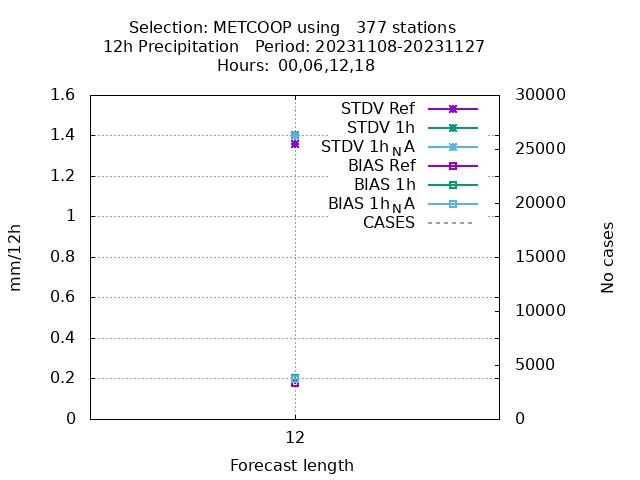 Selection: METCOOP using   377 stations
12h Precipitation   Period: 20231108-20231127
Hours:  00,06,12,18
1.6
1.4
1.2
1
0.8
0.6
0.4
0.2
0
30000
25000
20000
15000
10000
5000
0
STDV Ref
STDV 1h
STDV 1hNA
BIAS Ref
BIAS 1h
BIAS 1hNA
CASES
mm/12h
No cases
12
Forecast length